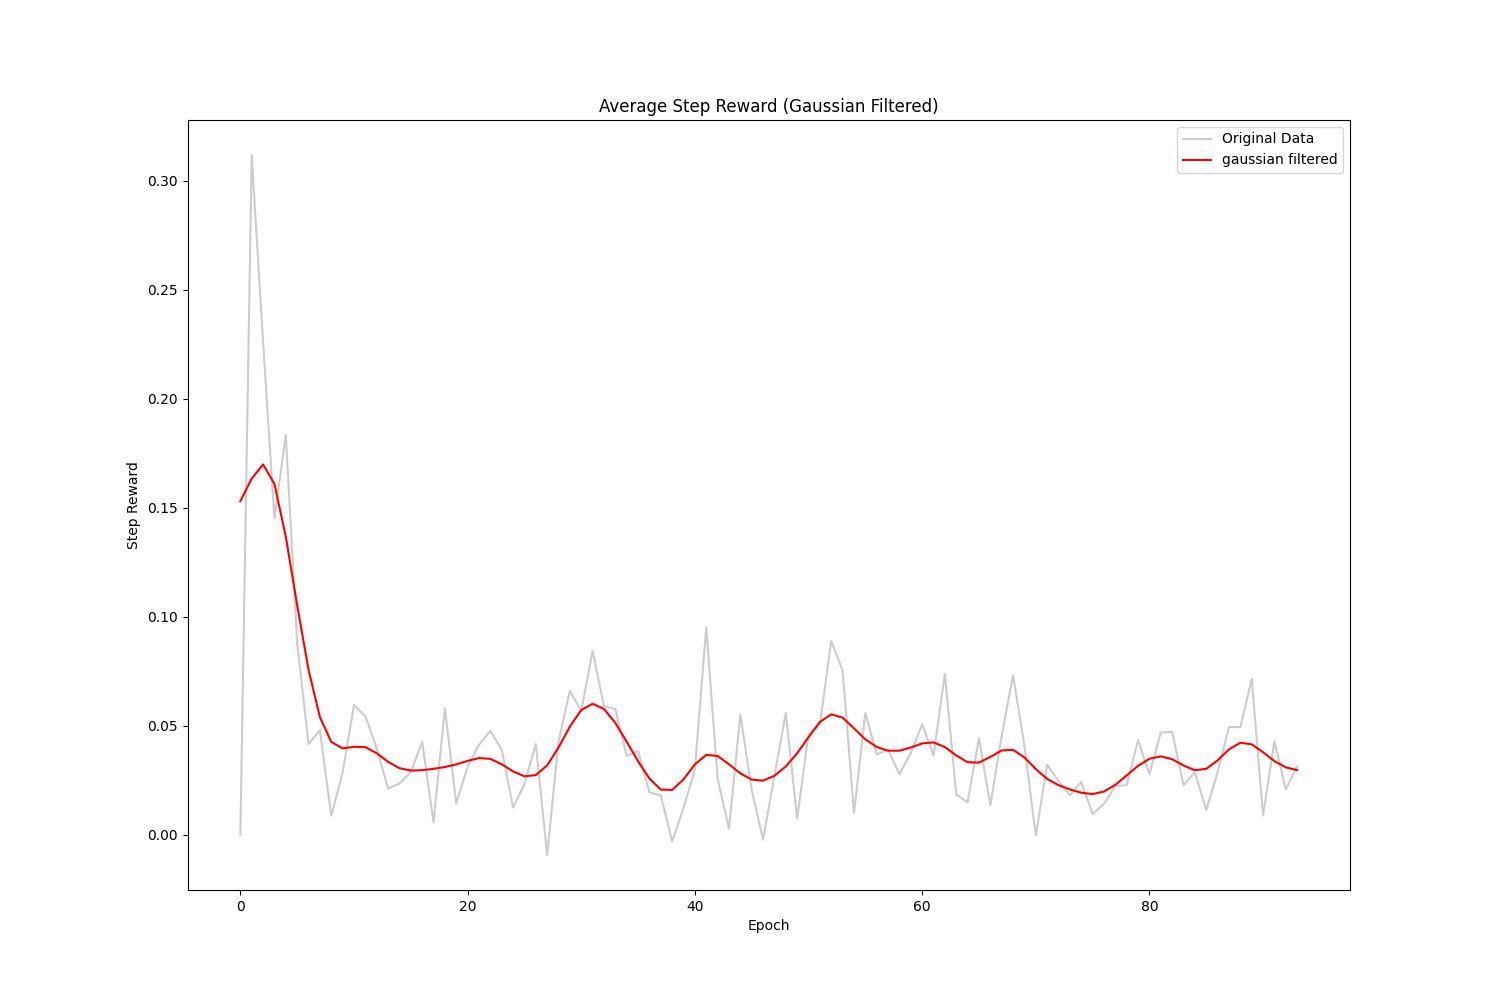 Average Step Reward (Gaussian Filtered)
Original Data
gaussian filtered
0.30
0.25
0.20
0.15
0.10
0.05
0.00
Step Reward
0 20 40 60 80
Epoch